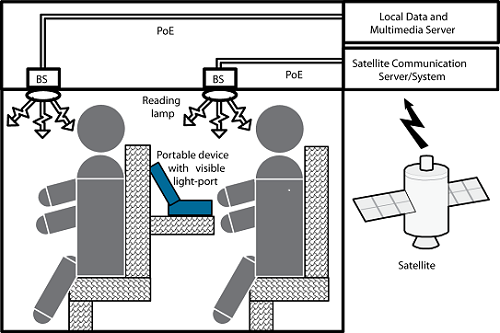 Local Data and
Multimedia Server
PoE
Satellite Communication
Server/System
PoE
BS
BS
Reading
lamp
Portable device
with visible
light-port
Satellite